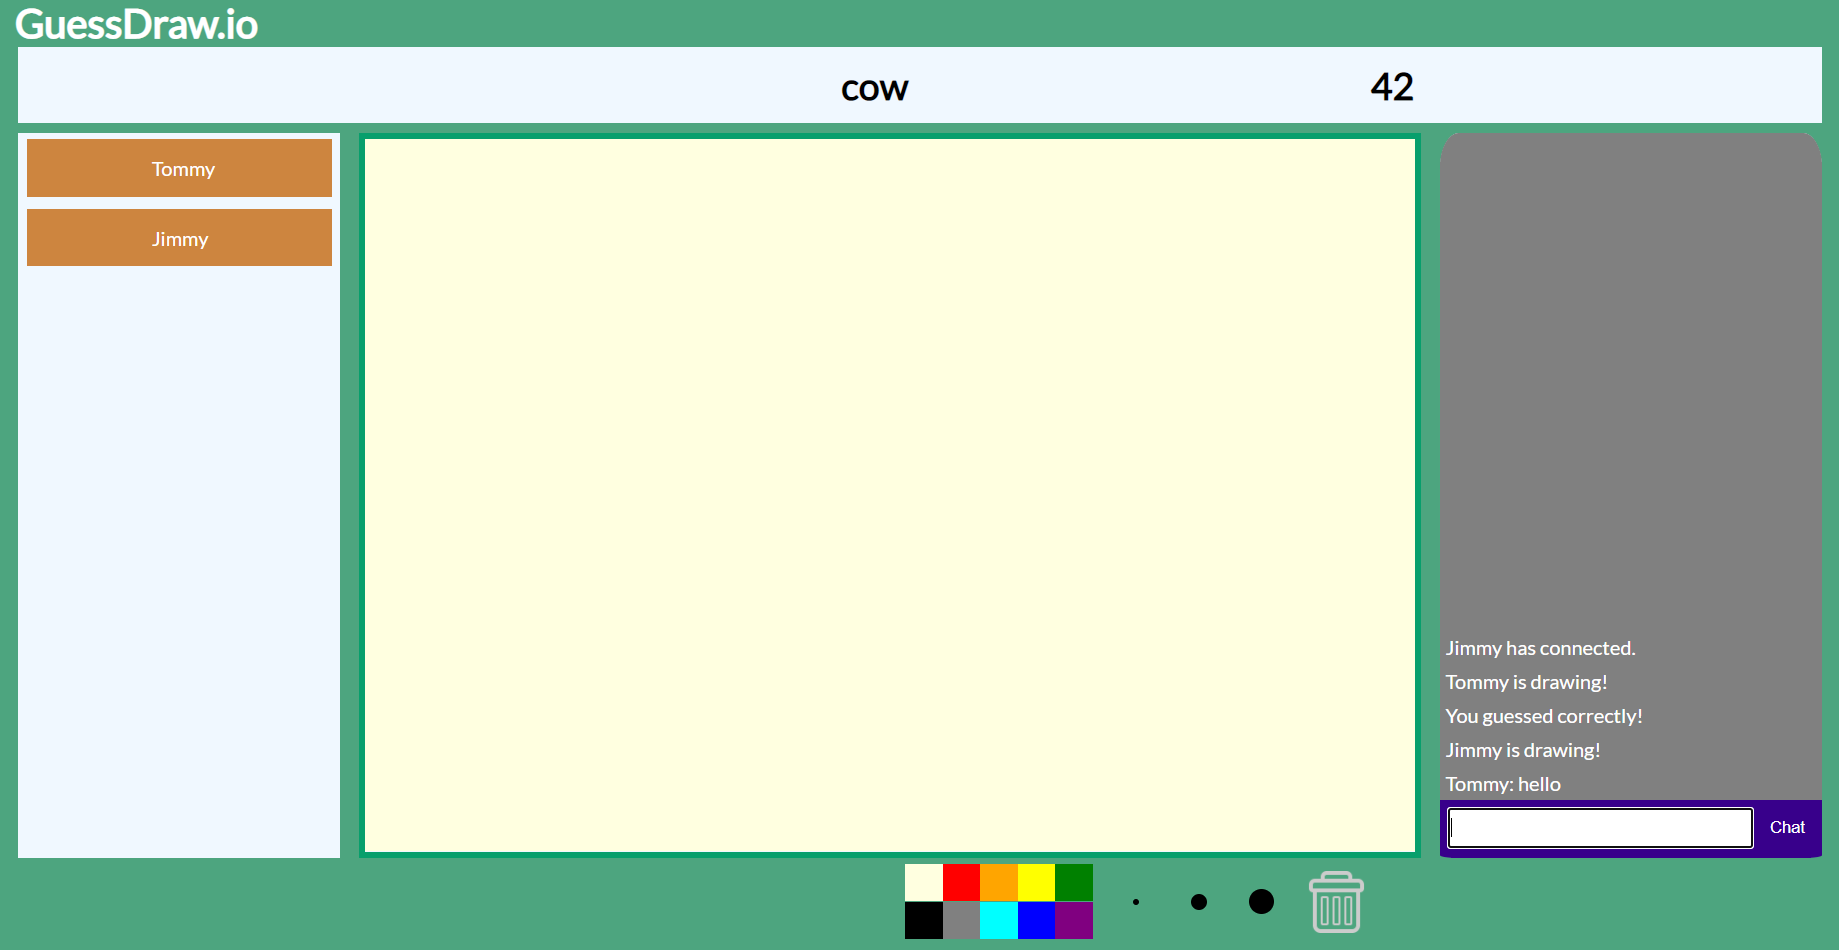 GuessDraw.io
cow
42
Tommy
Jimmy
Jimmy has connected.
Tommy is drawing!
You guessed correctly!
Jimmy is drawing!
Tommy: hello
Chat